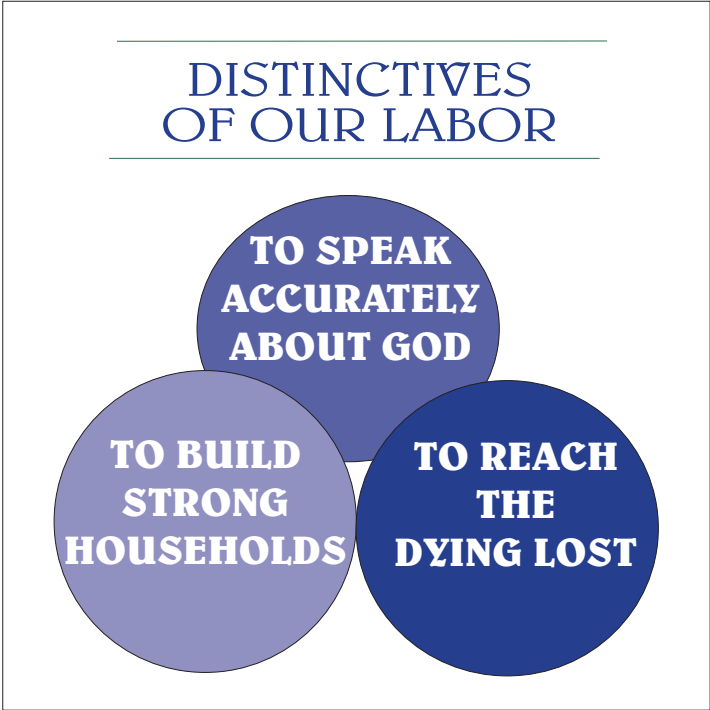 DISTINCTIVES
OF OUR LABOR
TO SPEAK
ACCURATELY
ABOUT GOD
TO BUILD
STRONG
HOUSEHOLDS
TO REACH
THE
DYING LOST